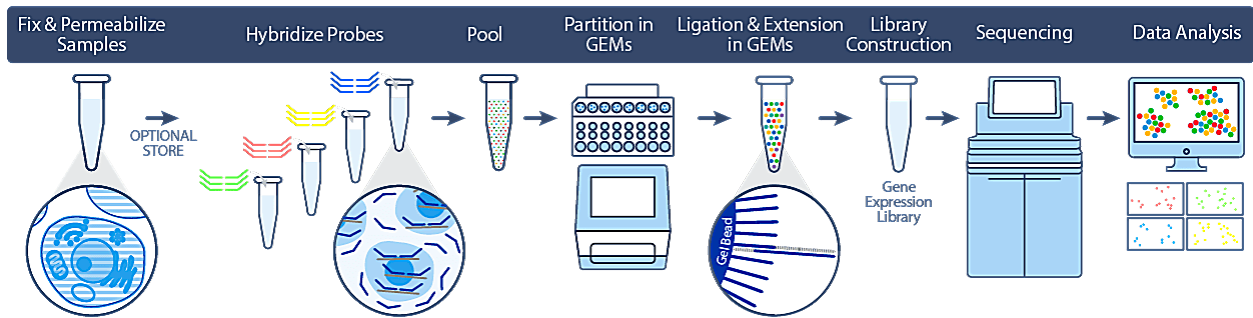 Fix & Permeabilize
Samples
Hybridize Probes
Pool
Partition in
GEMs
Ligation & Extension
in GEMs
Library
Construction
Sequencing
Data Analysis
OPTIONAL
STORE
Gel Bead
Gene
Expression
Library